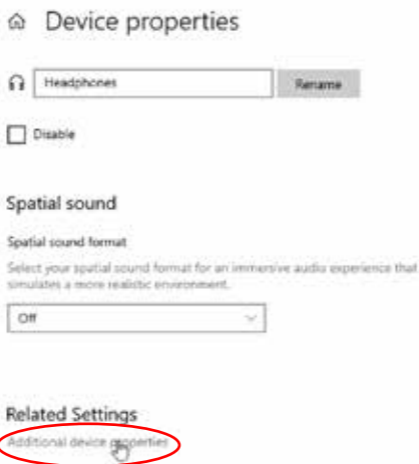 Device properties
Headphones
Rename
Disable
Spatial sound
Spatial sound format
Select your spatial sound format for an immersive audio experience that
simulates a more realistic environment.
Off
Related Settings
Additional device properties